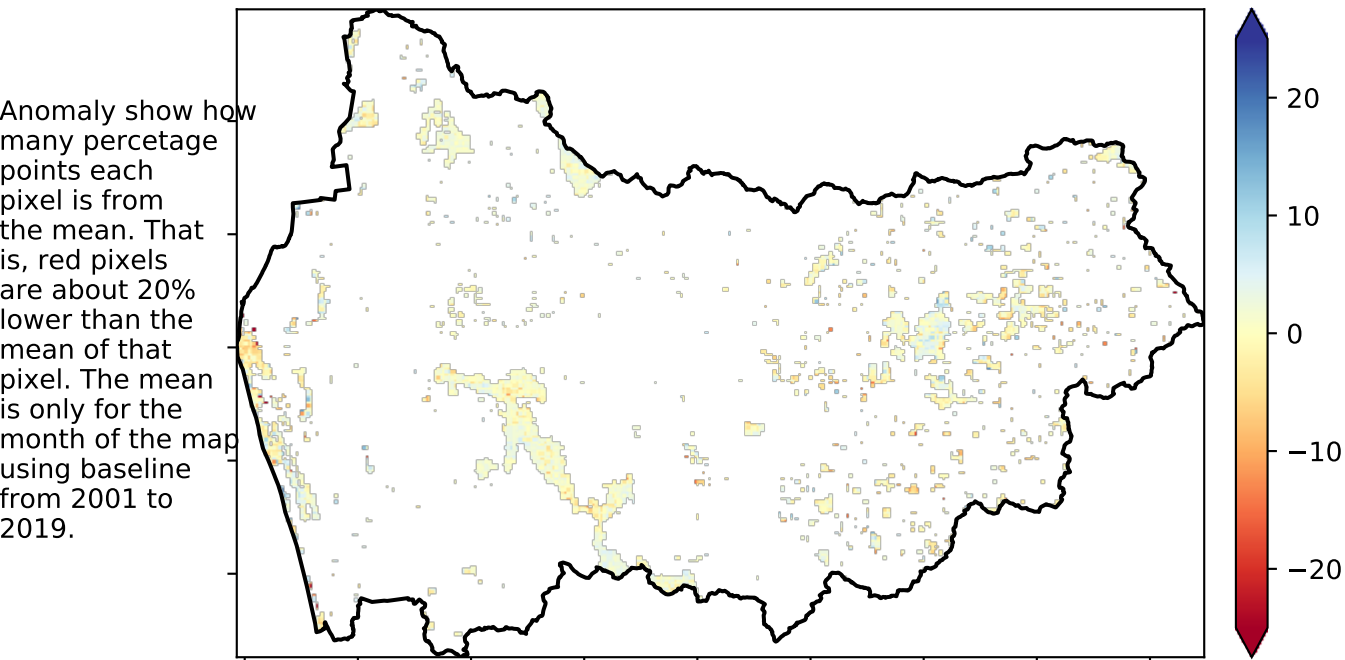 Anomaly show how
many percetage
points each
pixel is from
the mean. That
is, red pixels
are about 20%
lower than the
mean of that
pixel. The mean
is only for the
month of the map
using baseline
from 2001 to
2019.
20
10
0
−10
−20